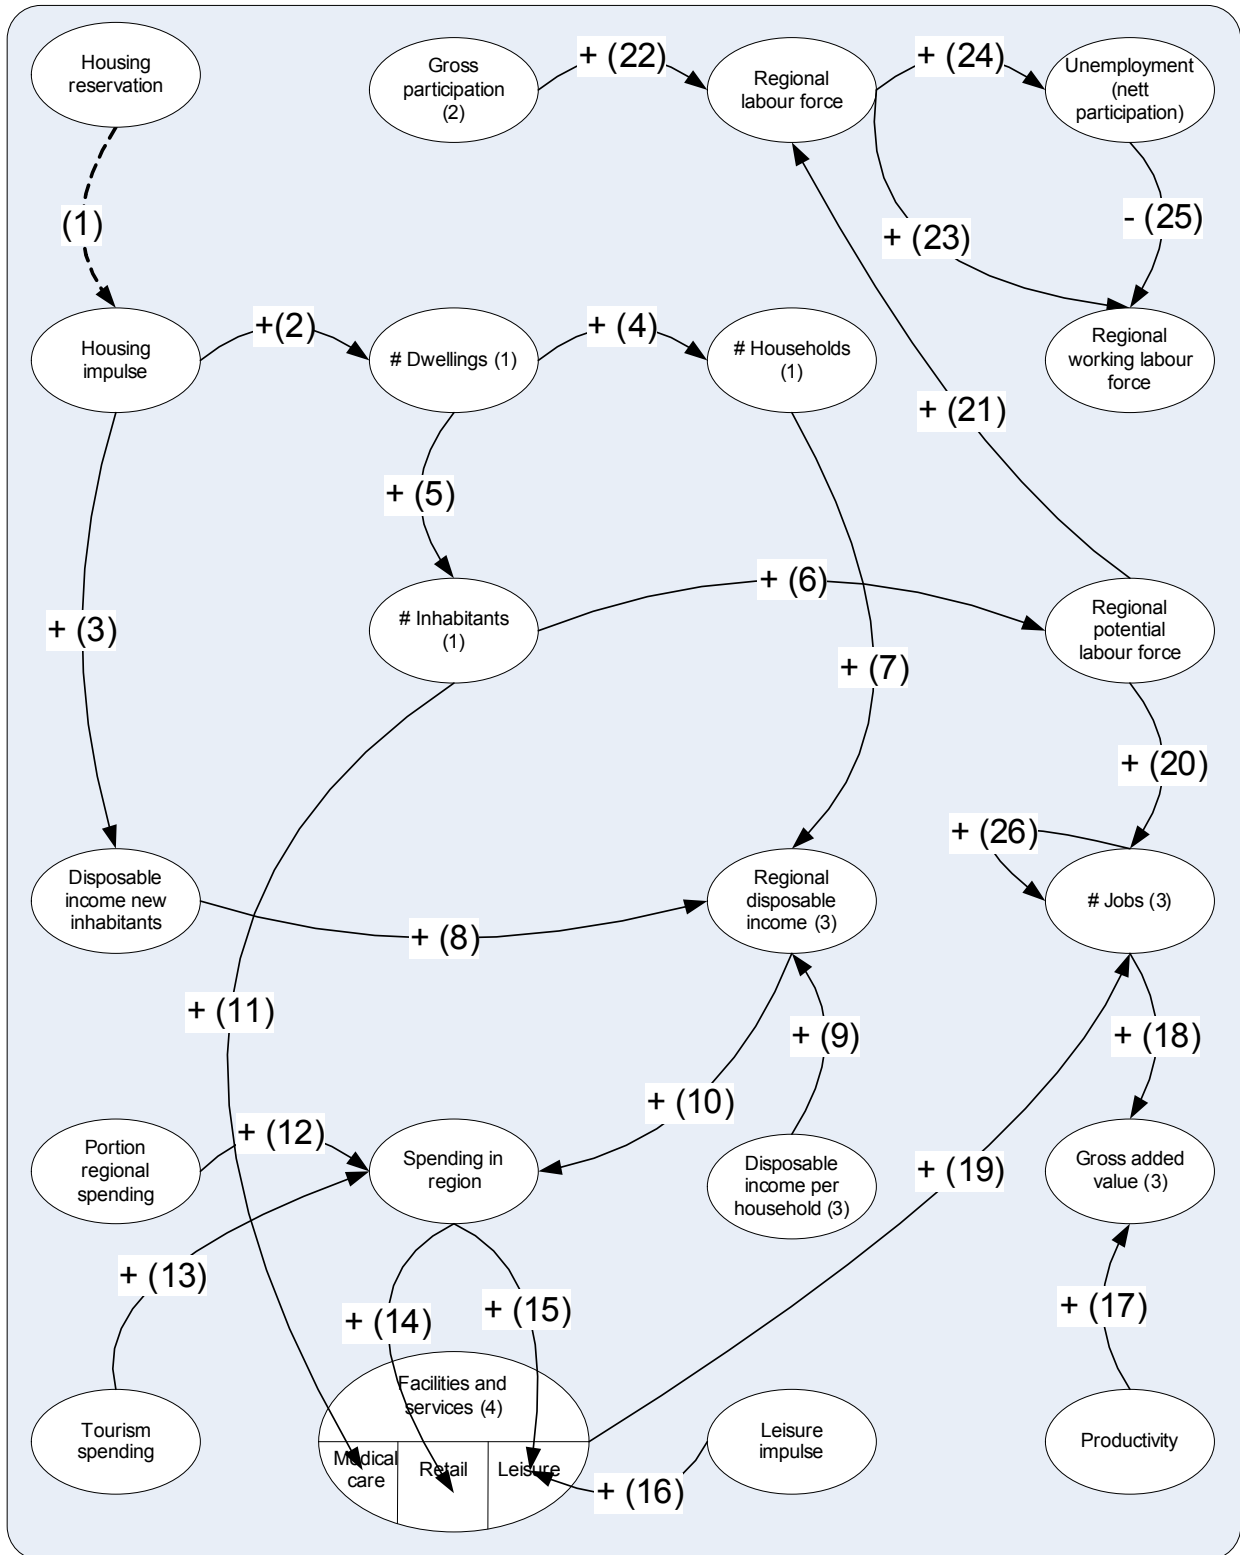 Housing
reservation
Gross
participation
(2)
+ (22)
Regional
labour force
+ (24)
Unemployment
(nett
participation)
(1)
+ (23)
- (25)
Housing
impulse
+(2)
# Dwellings (1)
+ (4)
# Households
(1)
Regional
working labour
force
+ (21)
+ (5)
+ (3)
# Inhabitants
(1)
+ (6)
+ (7)
Regional
potential
labour force
+ (20)
+ (26)
Disposable
income new
inhabitants
+ (8)
Regional
disposable
income (3)
# Jobs (3)
+ (11)
+ (9)
+ (18)
+ (10)
Portion
regional
spending
+ (12)
Spending in
region
Disposable
income per
household (3)
+ (19)
Gross added
value (3)
+ (13)
+ (14)
+ (15)
+ (17)
Tourism
spending
Facilities and
services (4)
Medical
care
Retail
Leisure
+ (16)
Leisure
impulse
Productivity